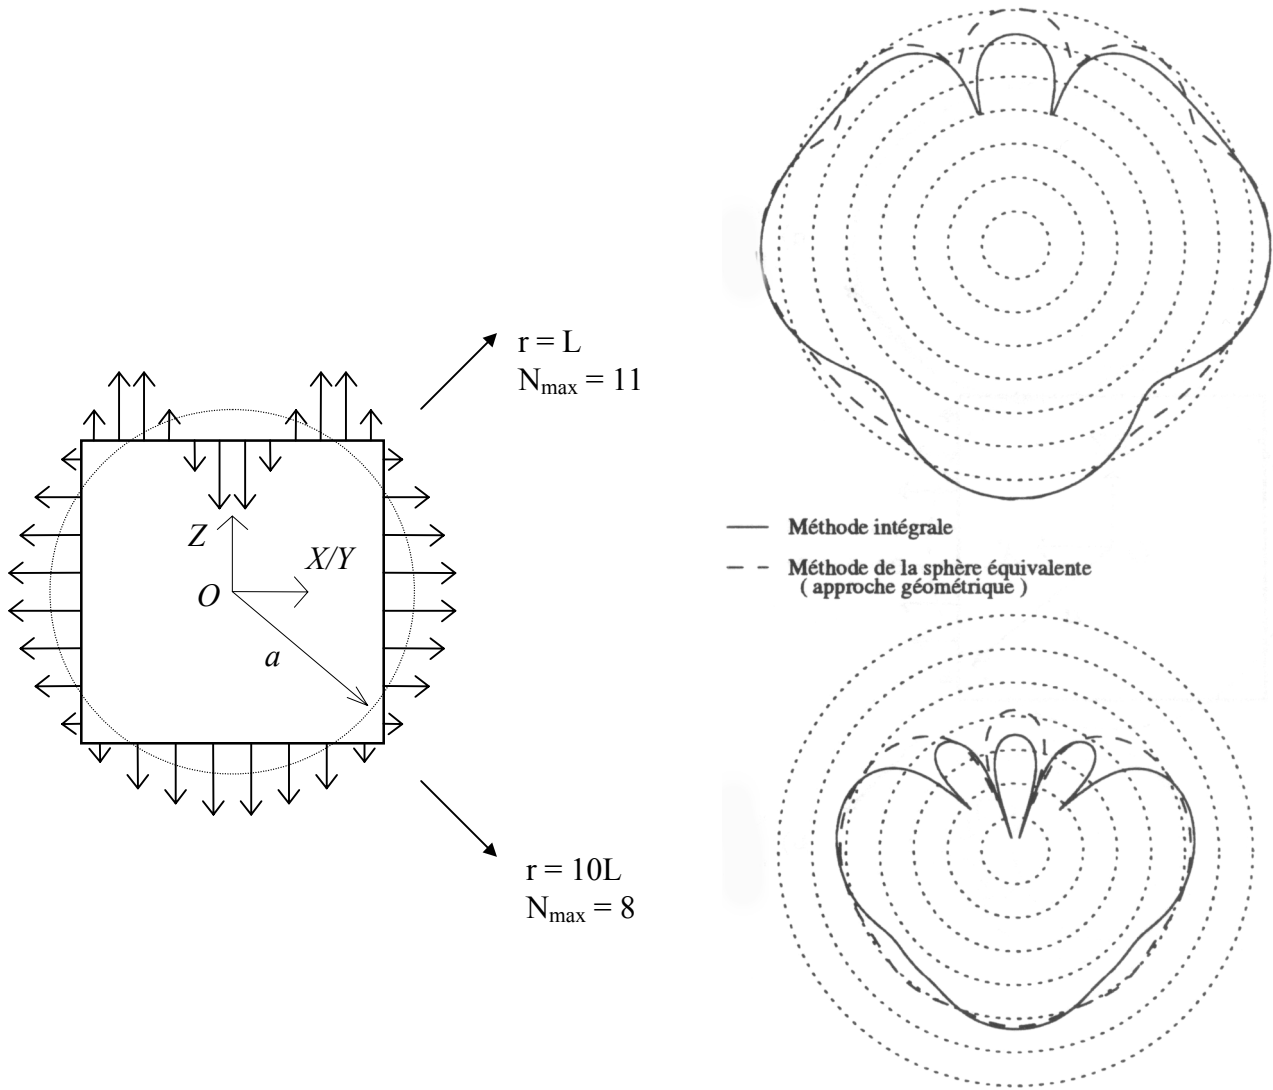 r = L
N_max = 11
Z
X/Y
O
a
Méthode intégrale
Méthode de la sphère équivalente
( approche géométrique )
r = 10L
N_max = 8